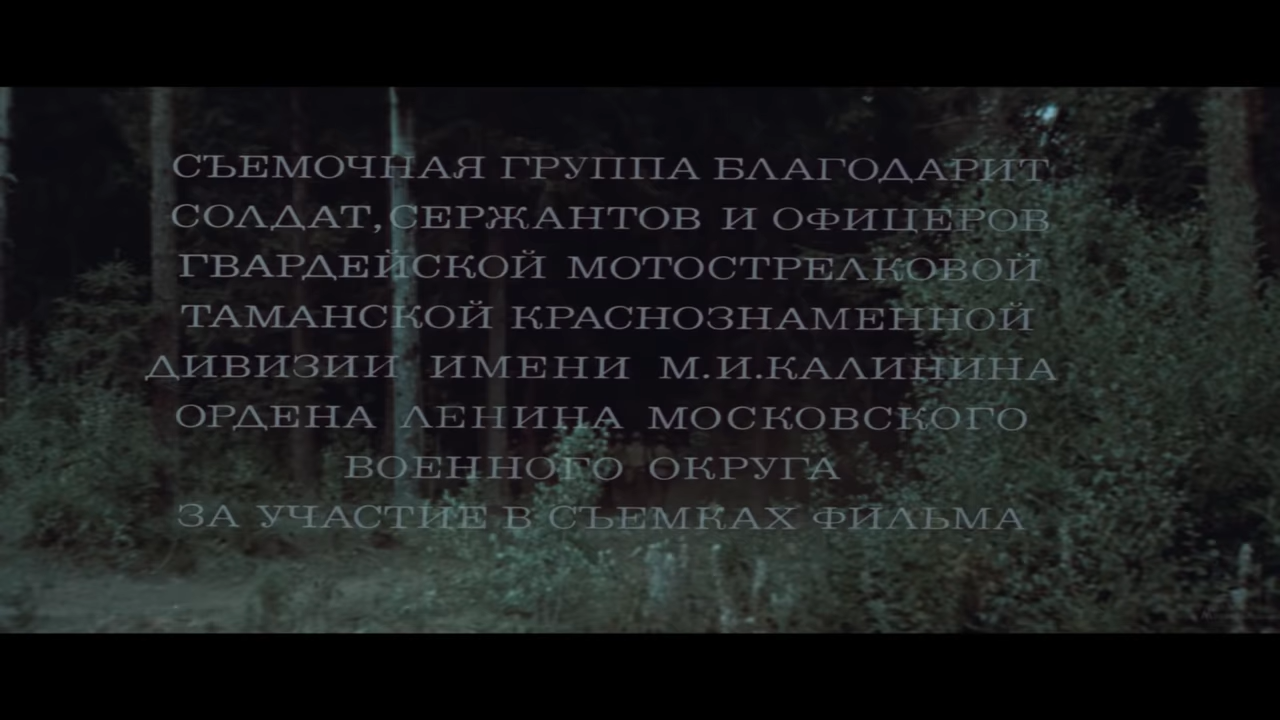 СЪЕМОЧНАЯ ГРУППА БЛАГОДАРИТ
СОЛДАТ, СЕРЖАНТОВ И ОФИЦЕРОВ
ГВАРДЕЙСКОЙ МОТОСТРЕЛКОВОЙ
ТАМАНСКОЙ КРАСНОЗНАМЕННОЙ
ДИВИЗИИ ИМЕНИ М.И.КАЛИНИНА
ОРДЕНА ЛЕНИНА МОСКОВСКОГО
ВОЕННОГО ОКРУГА
ЗА УЧАСТИЕ В СЪЕМКАХ ФИЛЬМА